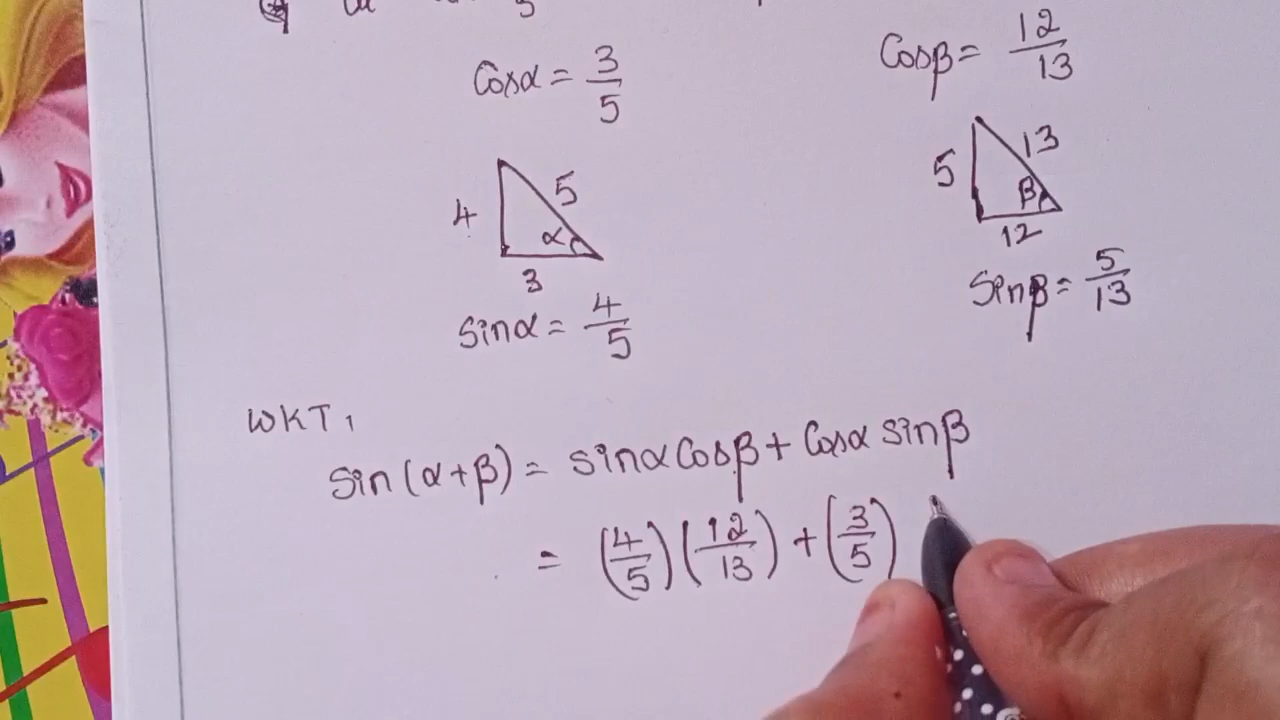 Cosα = 3/5
Cosβ = 12/13
4 5 α 3
5 13 β 12
Sinα = 4/5
Sinβ = 5/13
WKT,
Sin(α+β) = Sinα Cosβ + Cosα Sinβ
= (4/5)(12/13) + (3/5)